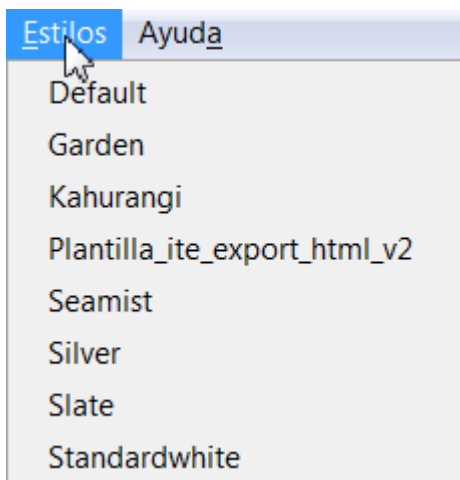 Estilos Ayuda
Default
Garden
Kahurangi
Plantilla_ite_export_html_v2
Seamist
Silver
Slate
Standardwhite